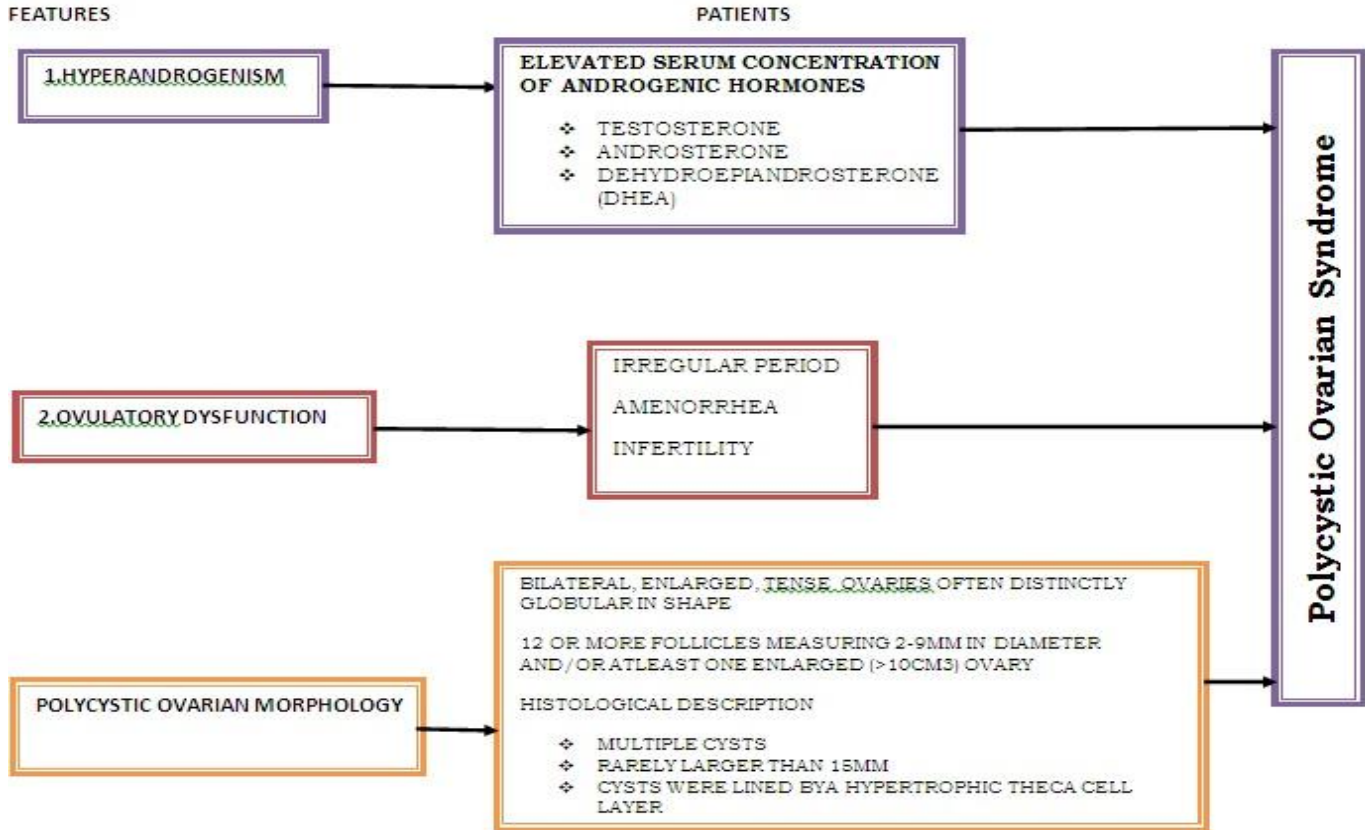 FEATURES
PATIENTS
1.HYPERANDROGENISM
ELEVATED SERUM CONCENTRATION
OF ANDROGENIC HORMONES
❖ TESTOSTERONE
❖ ANDROSTERONE
❖ DEHYDROEPIANDROSTERONE
(DHEA)
2.OVULATORY DYSFUNCTION
IRREGULAR PERIOD
AMENORRHEA
INFERTILITY
POLYCYSTIC OVARIAN MORPHOLOGY
BILATERAL, ENLARGED, TENSE OVARIES OFTEN DISTINCTLY
GLOBULAR IN SHAPE
12 OR MORE FOLLICLES MEASURING 2-9MM IN DIAMETER
AND/OR ATLEAST ONE ENLARGED (>10CM3) OVARY
HISTOLOGICAL DESCRIPTION
❖ MULTIPLE CYSTS
❖ RARELY LARGER THAN 15MM
❖ CYSTS WERE LINED BYA HYPERTROPHIC THECA CELL
LAYER
Polycystic Ovarian Syndrome